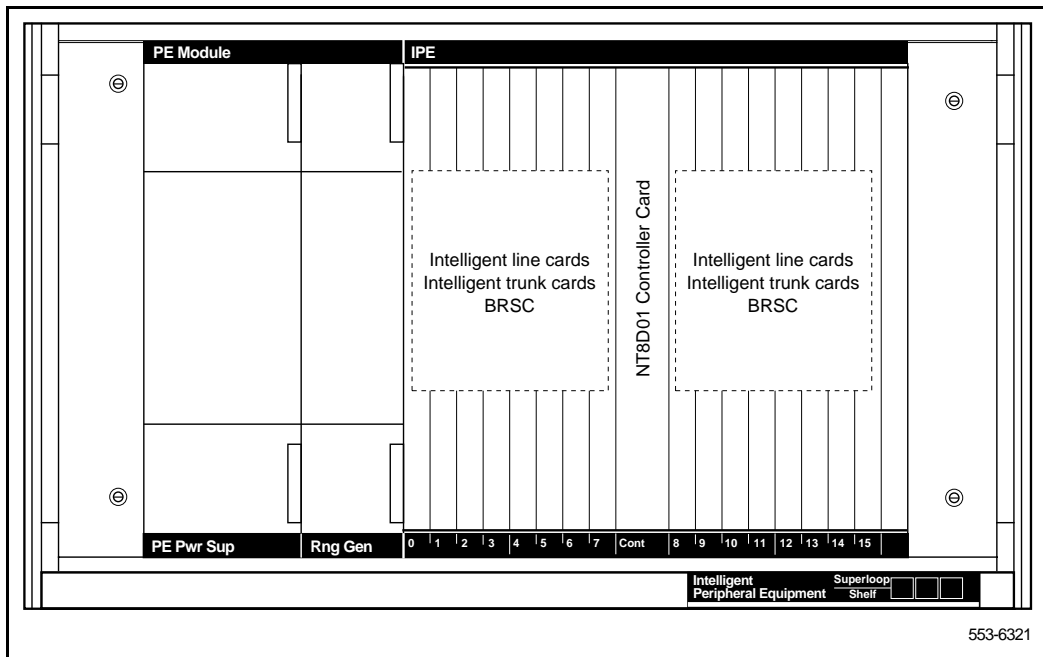 PE Module
IPE
Intelligent line cards
Intelligent trunk cards
BRSC
NT8D01 Controller Card
Intelligent line cards
Intelligent trunk cards
BRSC
PE Pwr Sup
Rng Gen
0 1 2 3 4 5 6 7 Cont 8 9 10 11 12 13 14 15
Intelligent
Peripheral Equipment
Superloop
Shelf
553-6321